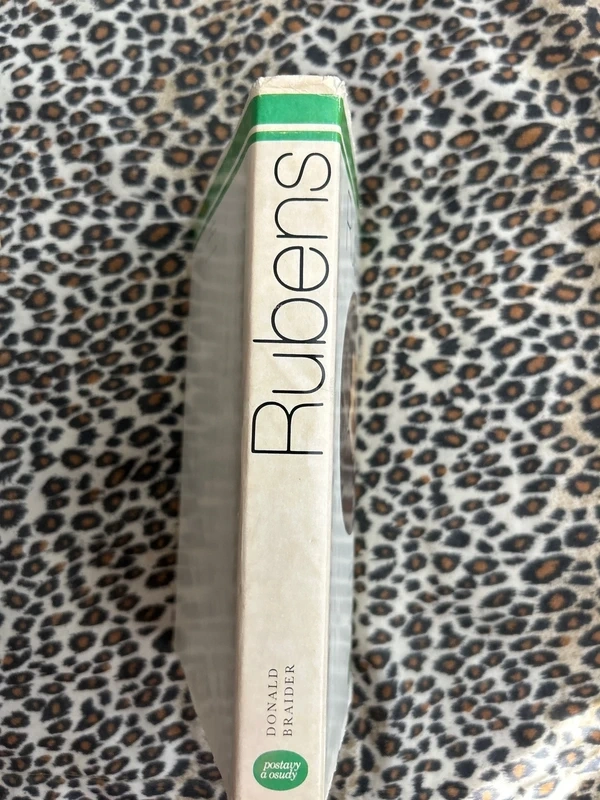 Rubens
DONALD
BRAIDER
postavy
a osudy